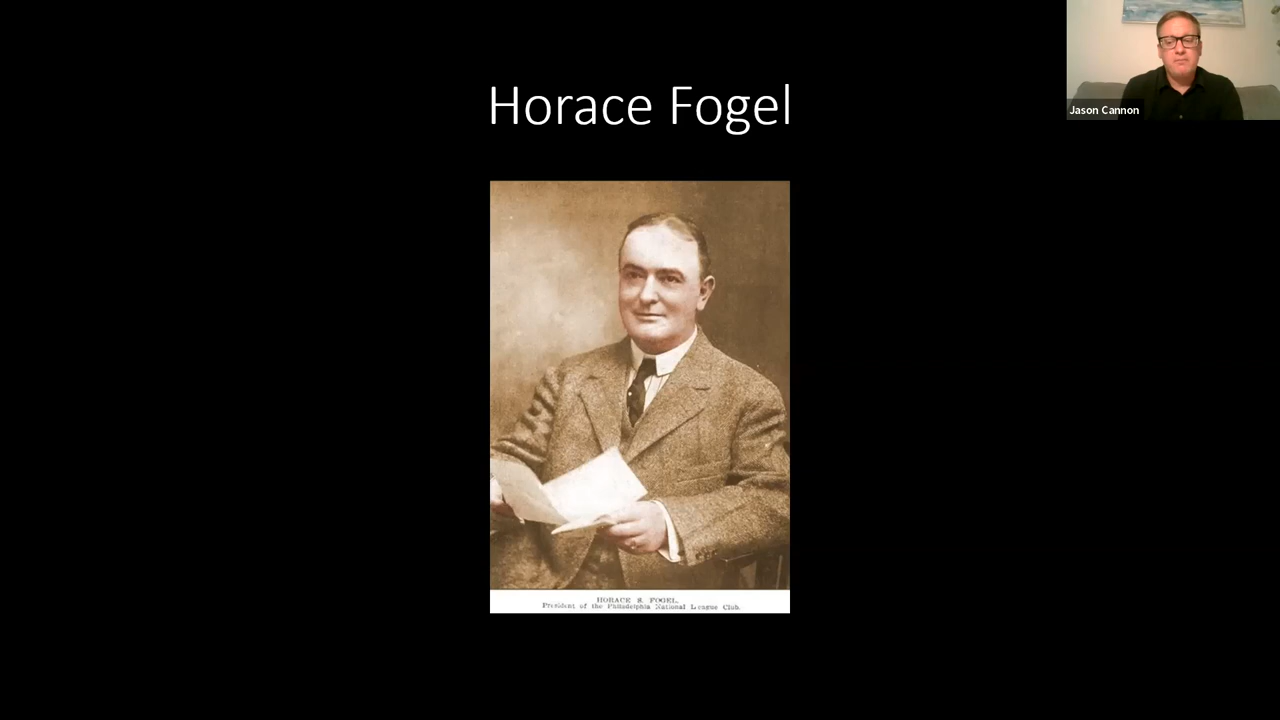 Horace Fogel
Jason Cannon
HORACE S. FOGEL,
President of the Philadelphia National League Club.